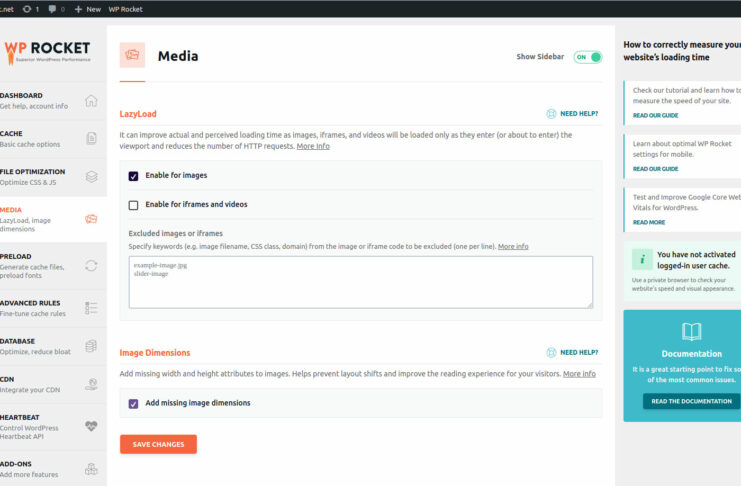 c.net 1 0 + New WP Rocket
WP ROCKET
Superior WordPress Performance
DASHBOARD
Get help, account info
CACHE
Basic cache options
FILE OPTIMIZATION
Optimize CSS & JS
MEDIA
LazyLoad, image
dimensions
PRELOAD
Generate cache files,
preload fonts
ADVANCED RULES
Fine-tune cache rules
DATABASE
Optimize, reduce bloat
CDN
Integrate your CDN
HEARTBEAT
Control WordPress
Heartbeat API
ADD-ONS
Add more features
Media
Show Sidebar ON
LazyLoad
NEED HELP?
It can improve actual and perceived loading time as images, iframes, and videos will be loaded only as they enter (or about to enter) the
viewport and reduces the number of HTTP requests. More Info
Enable for images
Enable for iframes and videos
Excluded images or iframes
Specify keywords (e.g. image filename, CSS class, domain) from the image or iframe code to be excluded (one per line). More info
example-image.jpg
slider-image
Image Dimensions
NEED HELP?
Add missing width and height attributes to images. Helps prevent layout shifts and improve the reading experience for your visitors. More info
Add missing image dimensions
SAVE CHANGES
How to correctly measure your
website's loading time
Check our tutorial and learn how to
measure the speed of your site.
READ OUR GUIDE
Learn about optimal WP Rocket
settings for mobile.
READ OUR GUIDE
Test and Improve Google Core Web
Vitals for WordPress.
READ MORE
i
You have not activated
logged-in user cache.
Use a private browser to check your
website's speed and visual appearance.
Documentation
It is a great starting point to fix so
of the most common issues.
READ THE DOCUMENTATION